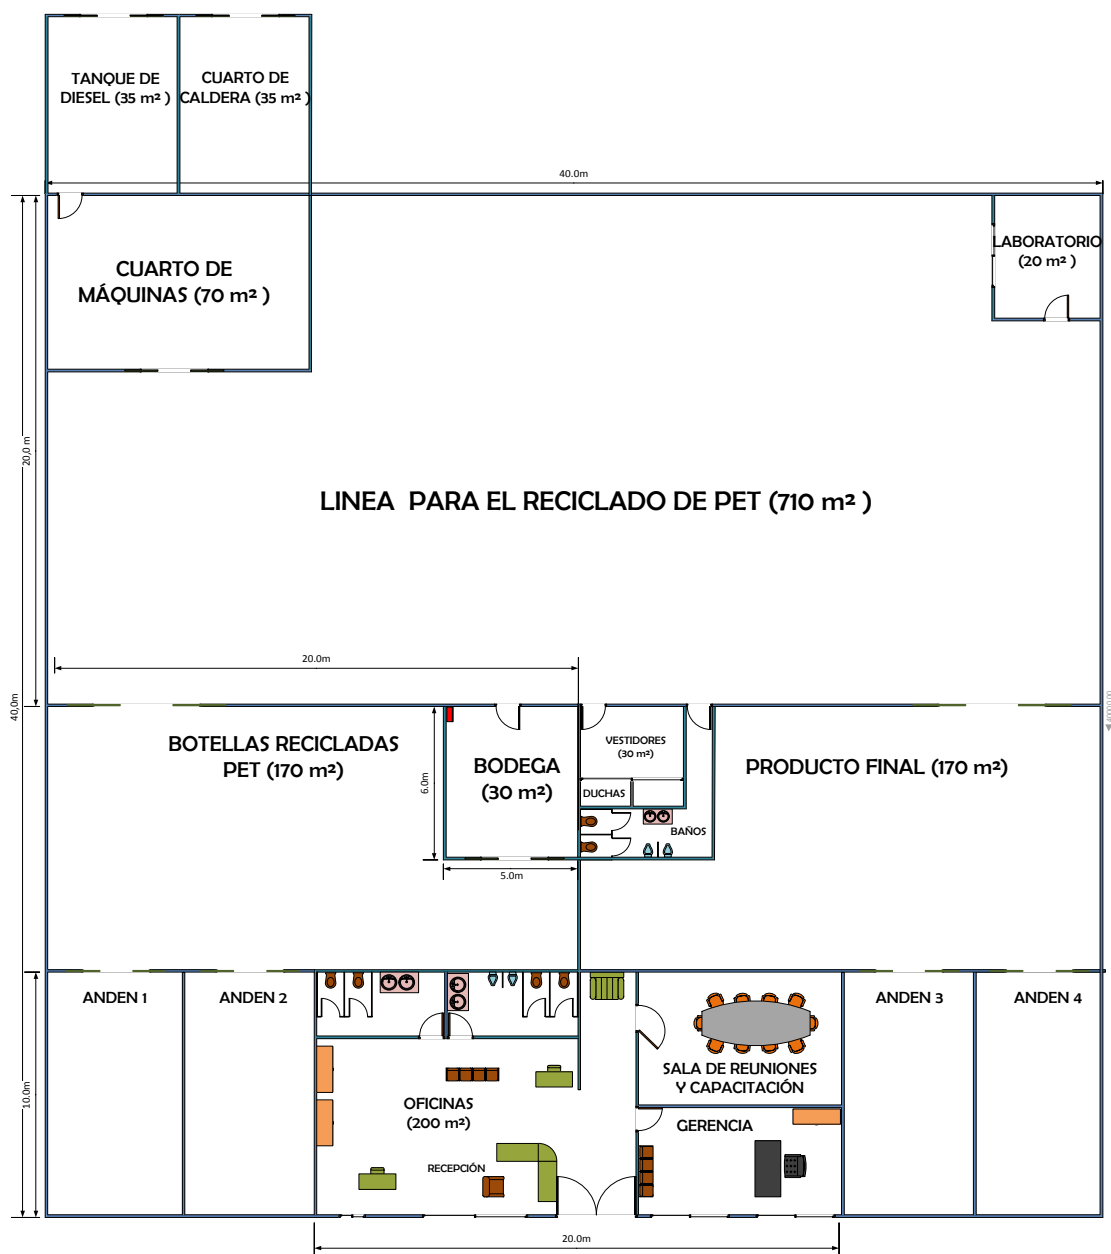 TANQUE DE
DIESEL (35 m² )
CUARTO DE
CALDERA (35 m² )
40.0m
CUARTO DE
MÁQUINAS (70 m² )
LABORATORIO
(20 m² )
20,0 m
LINEA PARA EL RECICLADO DE PET (710 m² )
20.0m
40,0m
40000,00
BOTELLAS RECICLADAS
PET (170 m²)
6.0m
BODEGA
(30 m²)
5.0m
VESTIDORES
(30 m²)
DUCHAS
BAÑOS
PRODUCTO FINAL (170 m²)
10.0m
ANDEN 1
ANDEN 2
ANDEN 3
ANDEN 4
SALA DE REUNIONES
Y CAPACITACIÓN
OFICINAS
(200 m²)
GERENCIA
RECEPCIÓN
20.0m